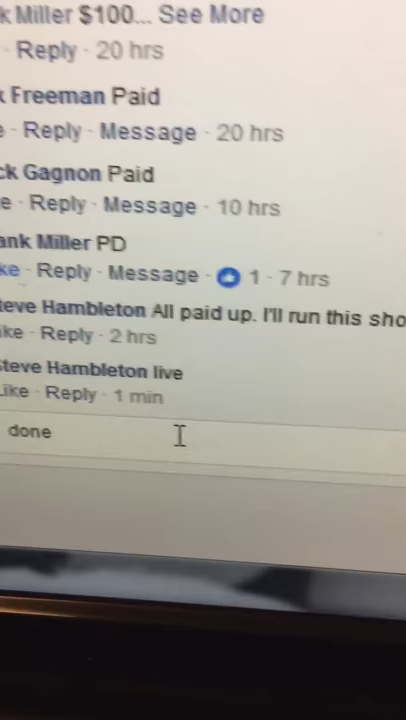 k Miller $100... See More
· Reply · 20 hrs
Freeman Paid
· Reply · Message · 20 hrs
ck Gagnon Paid
e · Reply · Message · 10 hrs
ank Miller PD
ke · Reply · Message · 1 · 7 hrs
teve Hambleton All paid up. I'll run this sho
ike · Reply · 2 hrs
Steve Hambleton live
Like · Reply · 1 min
done